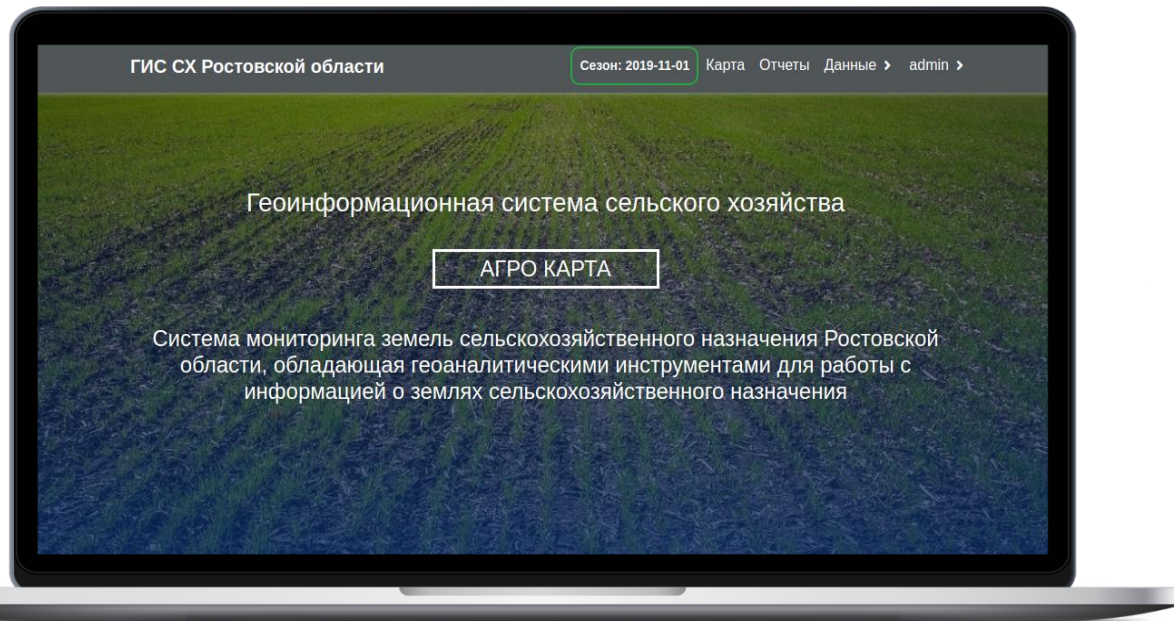 ГИС СХ Ростовской области
Сезон: 2019-11-01 Карта Отчеты Данные admin
Геоинформационная система сельского хозяйства
АГРО КАРТА
Система мониторинга земель сельскохозяйственного назначения Ростовской
области, обладающая геоаналитическими инструментами для работы с
информацией о землях сельскохозяйственного назначения